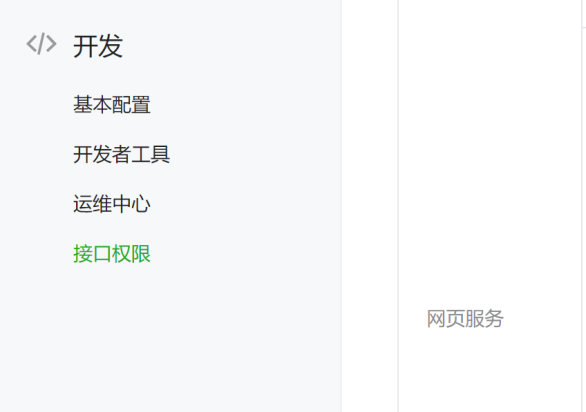 开发
基本配置
开发者工具
运维中心
接口权限
网页服务